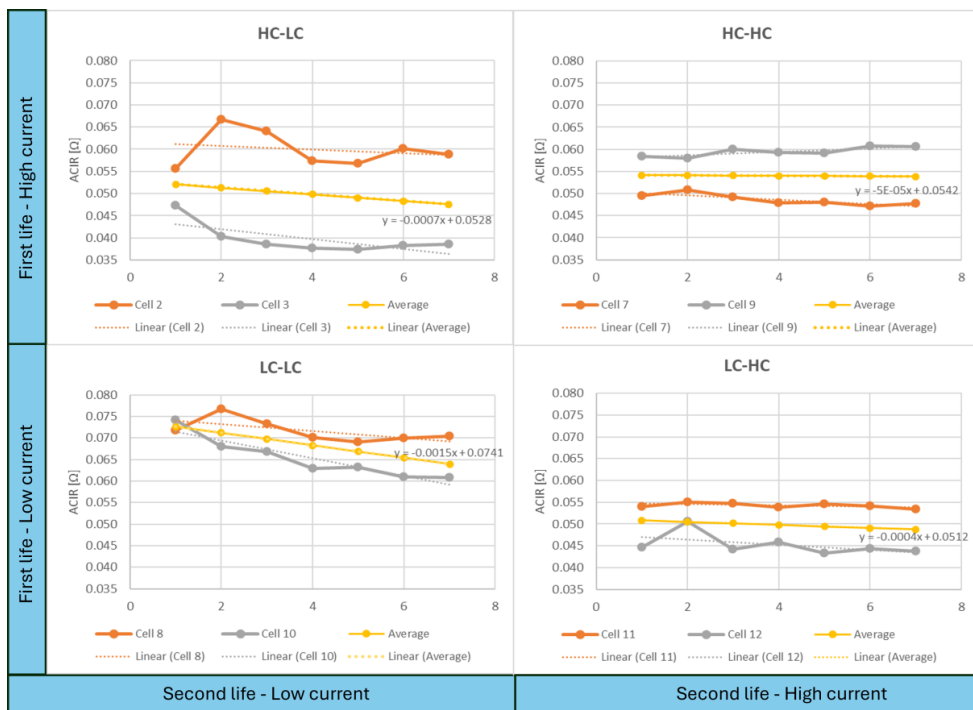 First life - High current
HC-LC
ACIR [Ω]
0.080
0.075
0.070
0.065
0.060
0.055
0.050
0.045
0.040
0.035
0 2 4 6 8
y = -0.0007x + 0.0528
Cell 2 Cell 3 Average
Linear (Cell 2) Linear (Cell 3) Linear (Average)
HC-HC
ACIR [Ω]
0.080
0.075
0.070
0.065
0.060
0.055
0.050
0.045
0.040
0.035
0 2 4 6 8
y = -5E-05x + 0.0542
Cell 7 Cell 9 Average
Linear (Cell 7) Linear (Cell 9) Linear (Average)
First life - Low current
LC-LC
ACIR [Ω]
0.080
0.075
0.070
0.065
0.060
0.055
0.050
0.045
0.040
0.035
0 2 4 6 8
y = -0.0015x + 0.0741
Cell 8 Cell 10 Average
Linear (Cell 8) Linear (Cell 10) Linear (Average)
LC-HC
ACIR [Ω]
0.080
0.075
0.070
0.065
0.060
0.055
0.050
0.045
0.040
0.035
0 2 4 6 8
y = -0.0004x + 0.0512
Cell 11 Cell 12 Average
Linear (Cell 11) Linear (Cell 12) Linear (Average)
Second life - Low current
Second life - High current